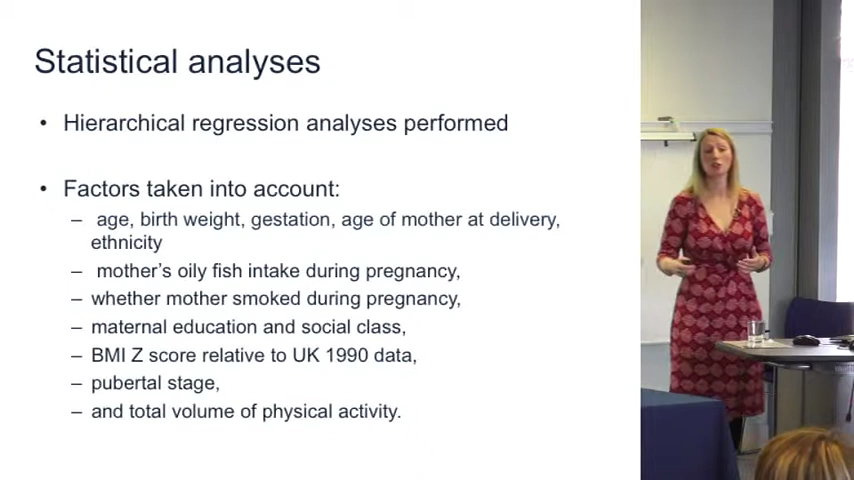 Statistical analyses
• Hierarchical regression analyses performed
• Factors taken into account:
– age, birth weight, gestation, age of mother at delivery,
ethnicity
– mother's oily fish intake during pregnancy,
– whether mother smoked during pregnancy,
– maternal education and social class,
– BMI Z score relative to UK 1990 data,
– pubertal stage,
– and total volume of physical activity.